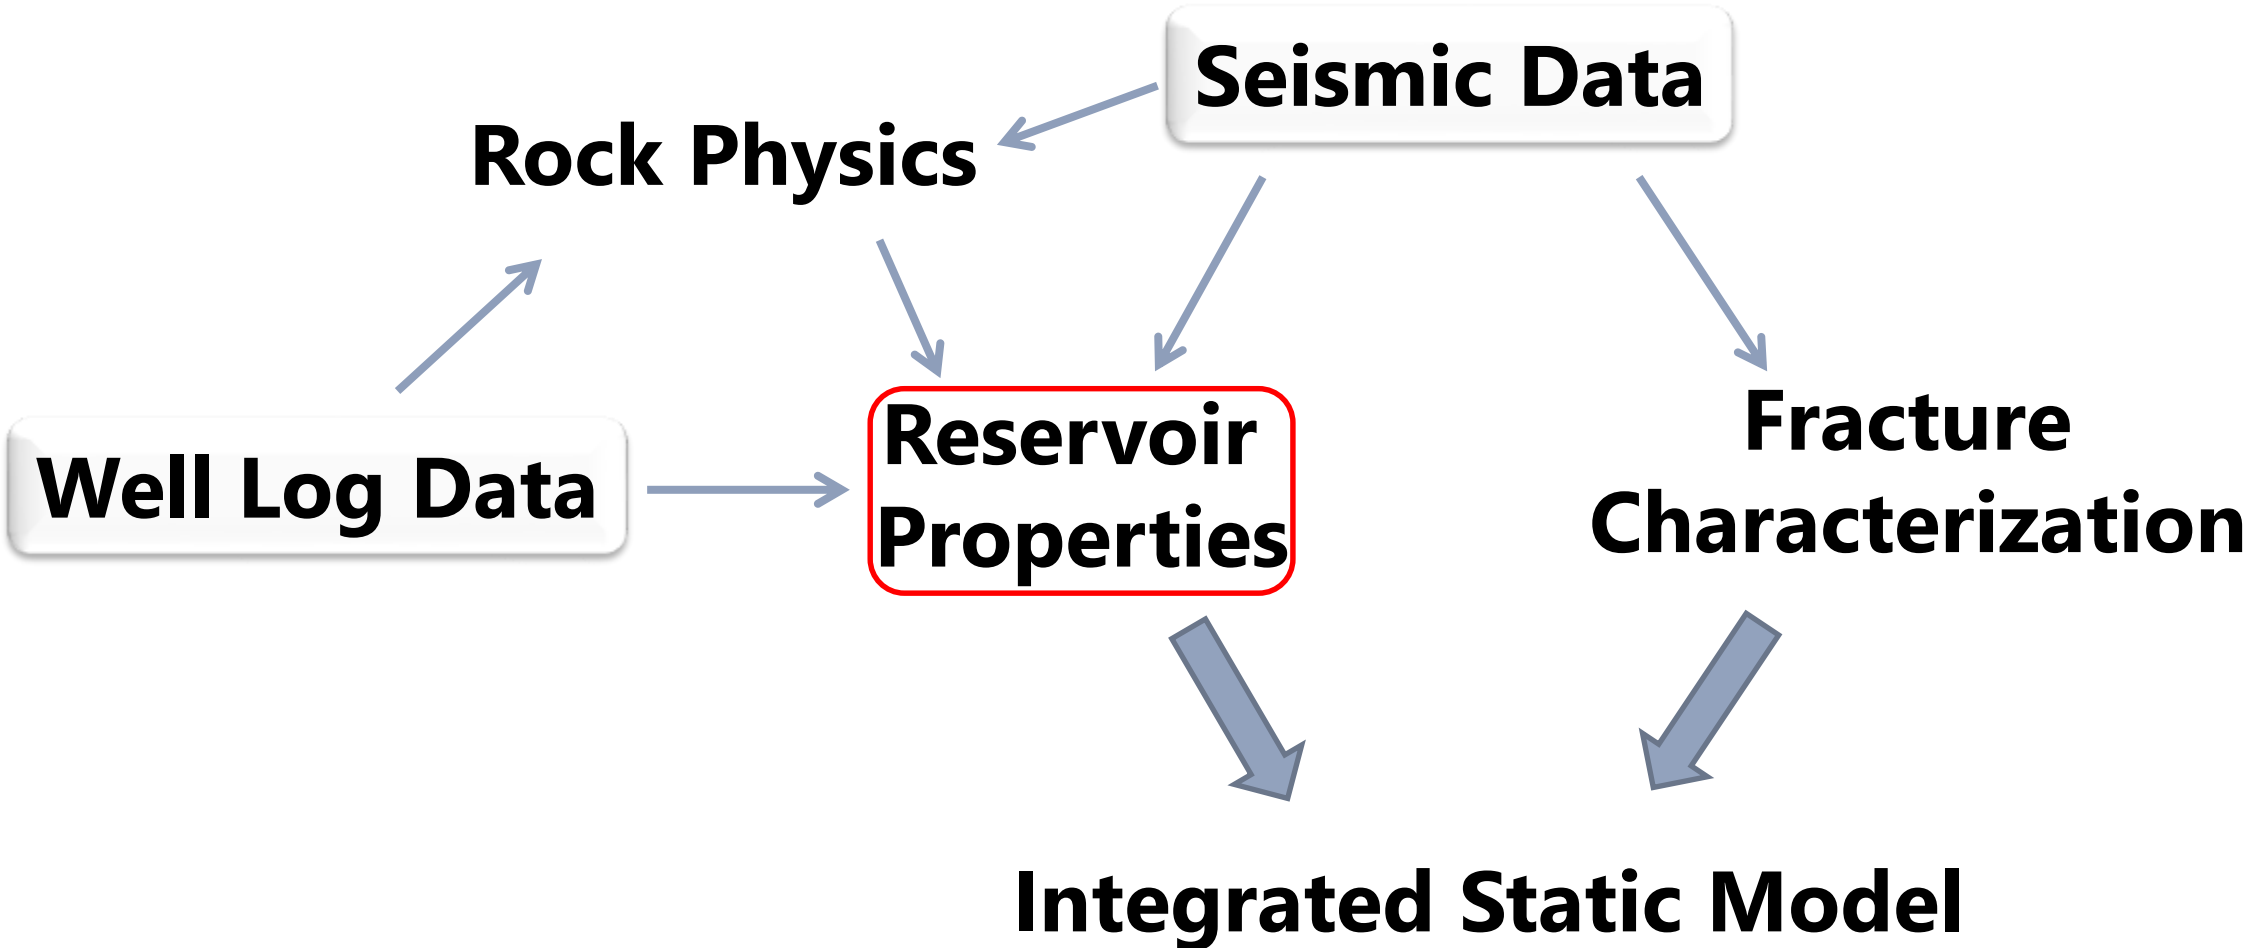 Seismic Data
Rock Physics
Well Log Data
Reservoir
Properties
Fracture
Characterization
Integrated Static Model